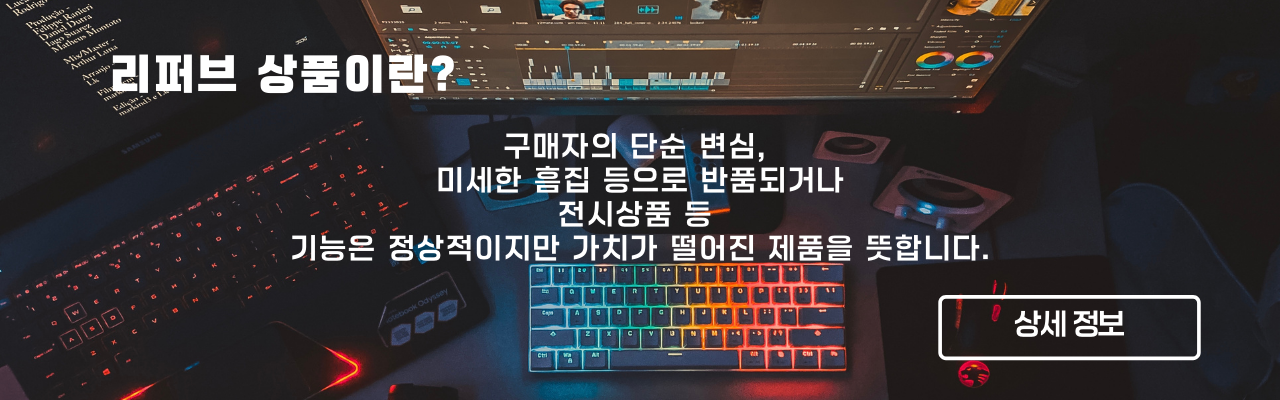 리퍼브 상품이란?
구매자의 단순 변심,
미세한 흠집 등으로 반품되거나
전시상품 등
기능은 정상적이지만 가치가 떨어진 제품을 뜻합니다.
상세 정보